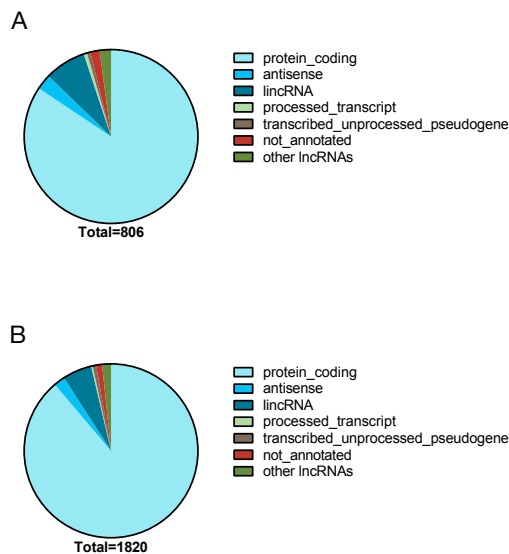 A
protein_coding
antisense
lincRNA
processed_transcript
transcribed_unprocessed_pseudogene
not_annotated
other lncRNAs
Total=806
B
protein_coding
antisense
lincRNA
processed_transcript
transcribed_unprocessed_pseudogene
not_annotated
other lncRNAs
Total=1820